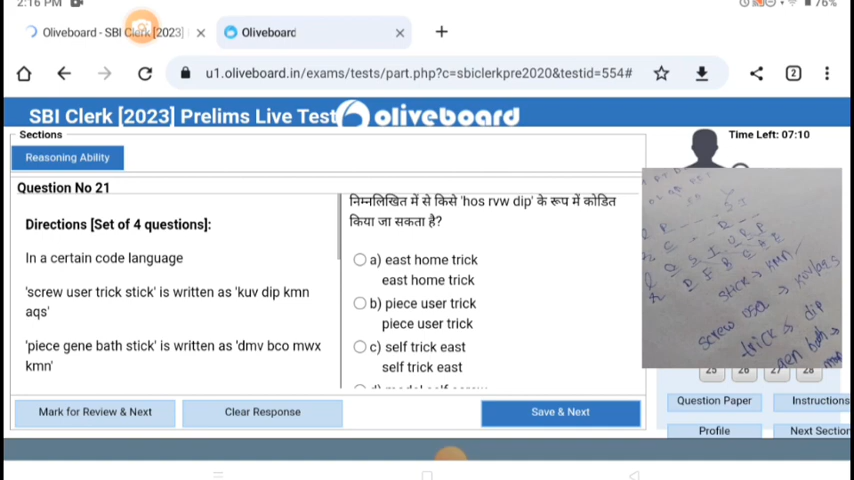 2:16 PM
76%
Oliveboard - SBI Clerk [2023]
Oliveboard
u1.oliveboard.in/exams/tests/part.php?c=sbiclerkpre2020&testid=554#
2
SBI Clerk [2023] Prelims Live Test
oliveboard
Sections
Reasoning Ability
Time Left: 07:10
Question No 21
Directions [Set of 4 questions]:
In a certain code language
'screw user trick stick' is written as 'kuv dip kmn
aqs'
'piece gene bath stick' is written as 'dmv bco mwx
kmn'
निम्नलिखित में से किसे 'hos rvw dip' के रूप में कोडित
किया जा सकता है?
a) east home trick
east home trick
b) piece user trick
piece user trick
c) self trick east
self trick east
stick → kmn
screw
trick → dip
bath →
25 26 27 28
Mark for Review & Next
Clear Response
Save & Next
Question Paper
Instructions
Profile
Next Section